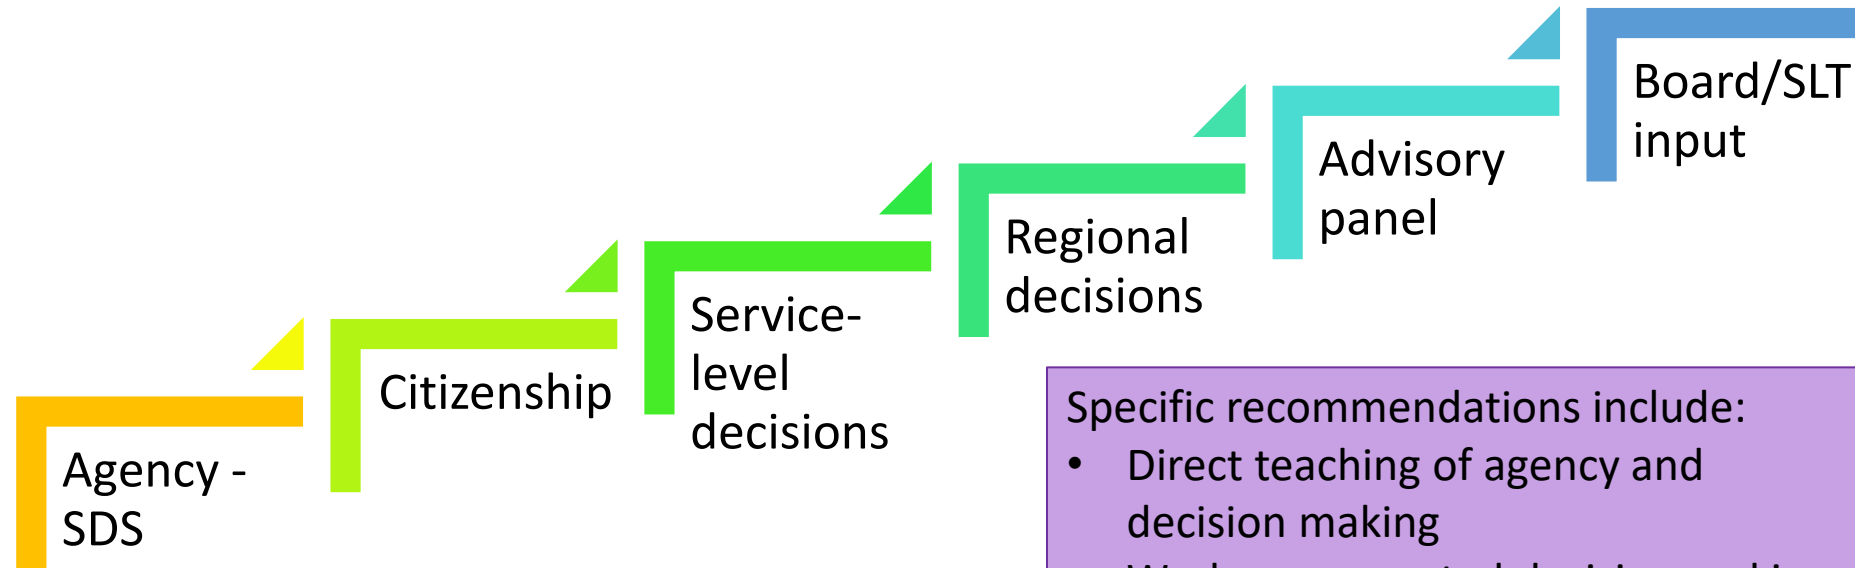 Agency -
SDS
Citizenship
Service-
level
decisions
Regional
decisions
Advisory
panel
Board/SLT
input
Specific recommendations include:
• Direct teaching of agency and
decision making